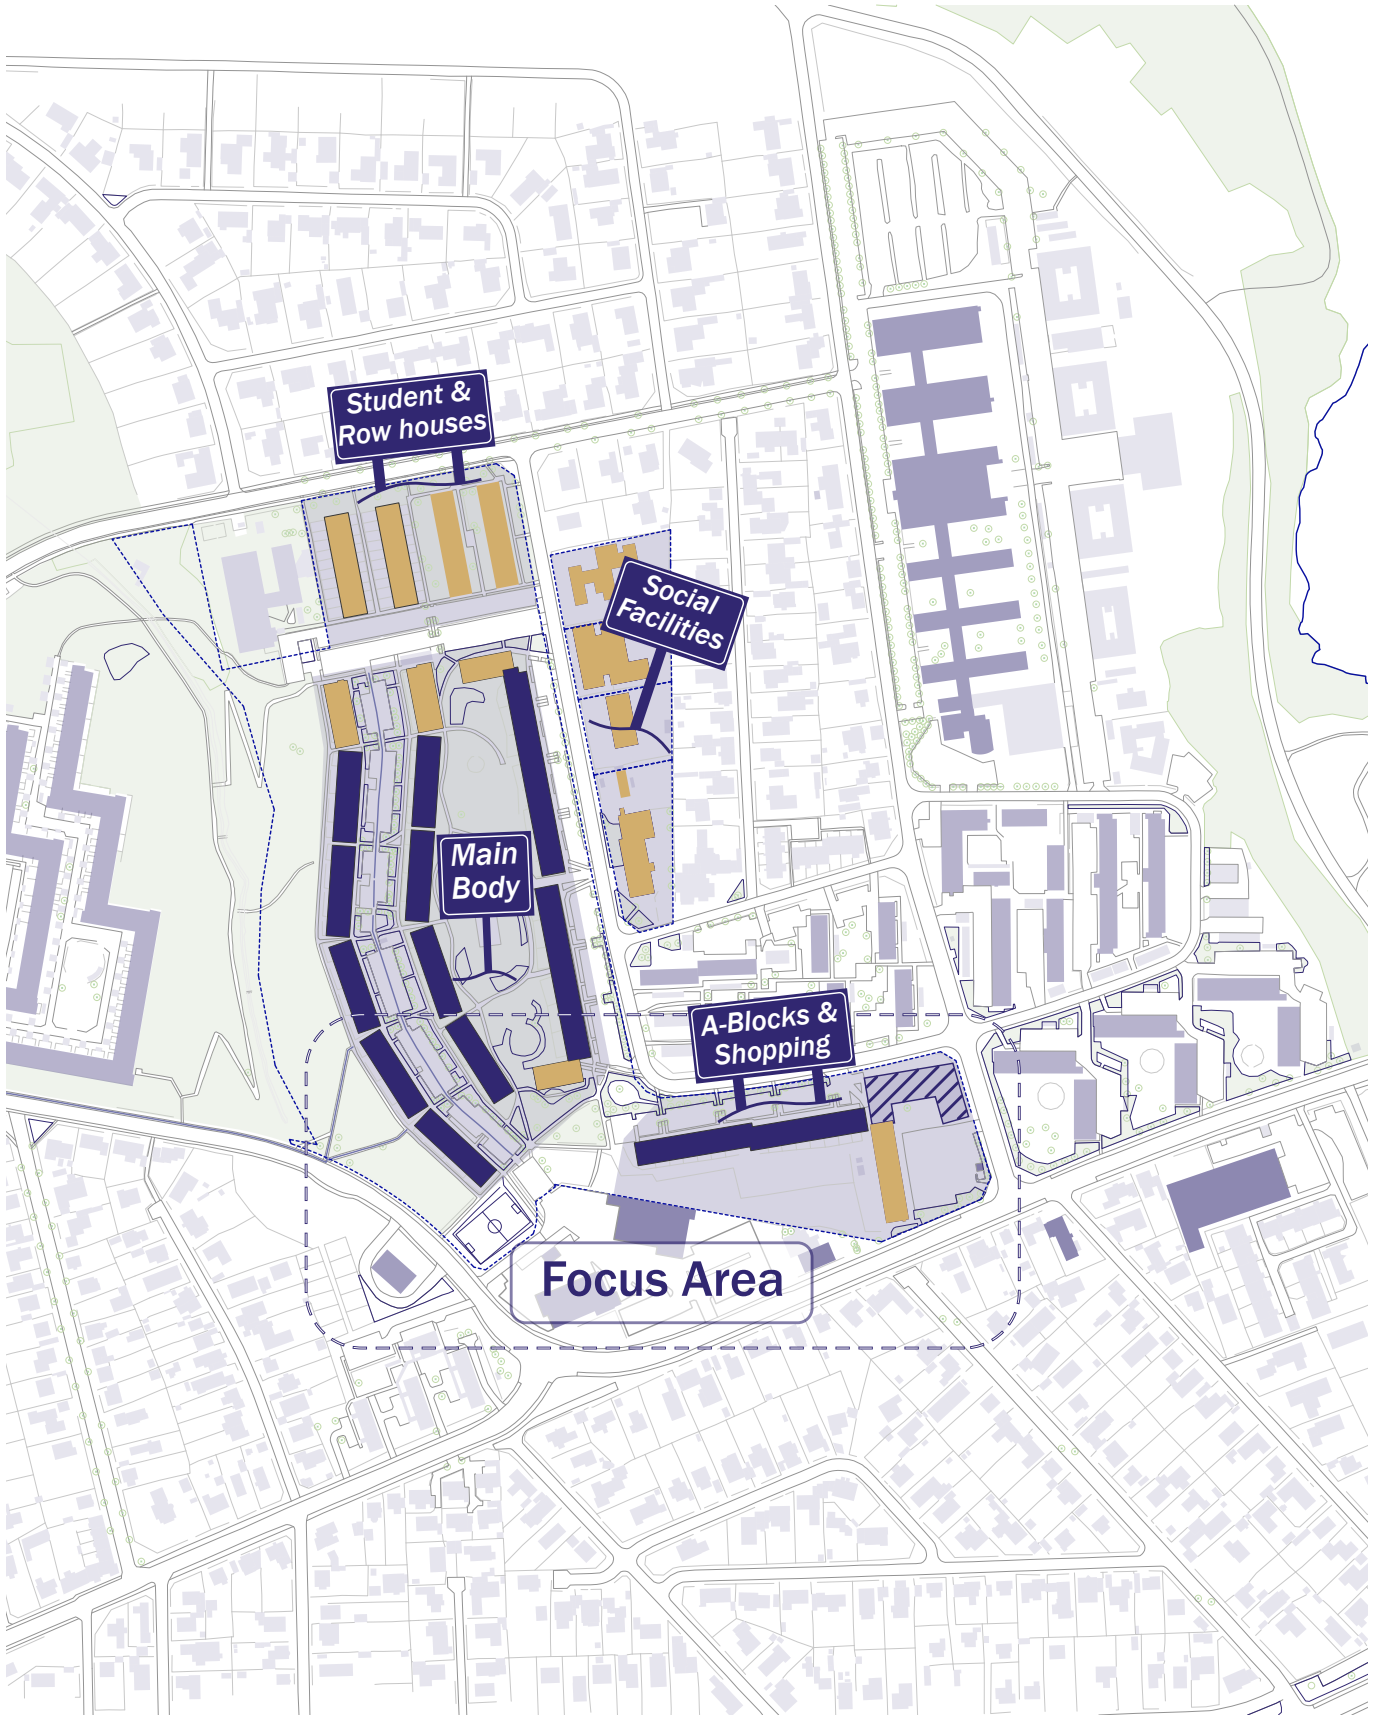 Student &
Row houses
Social
Facilities
Main
Body
A-Blocks &
Shopping
Focus Area